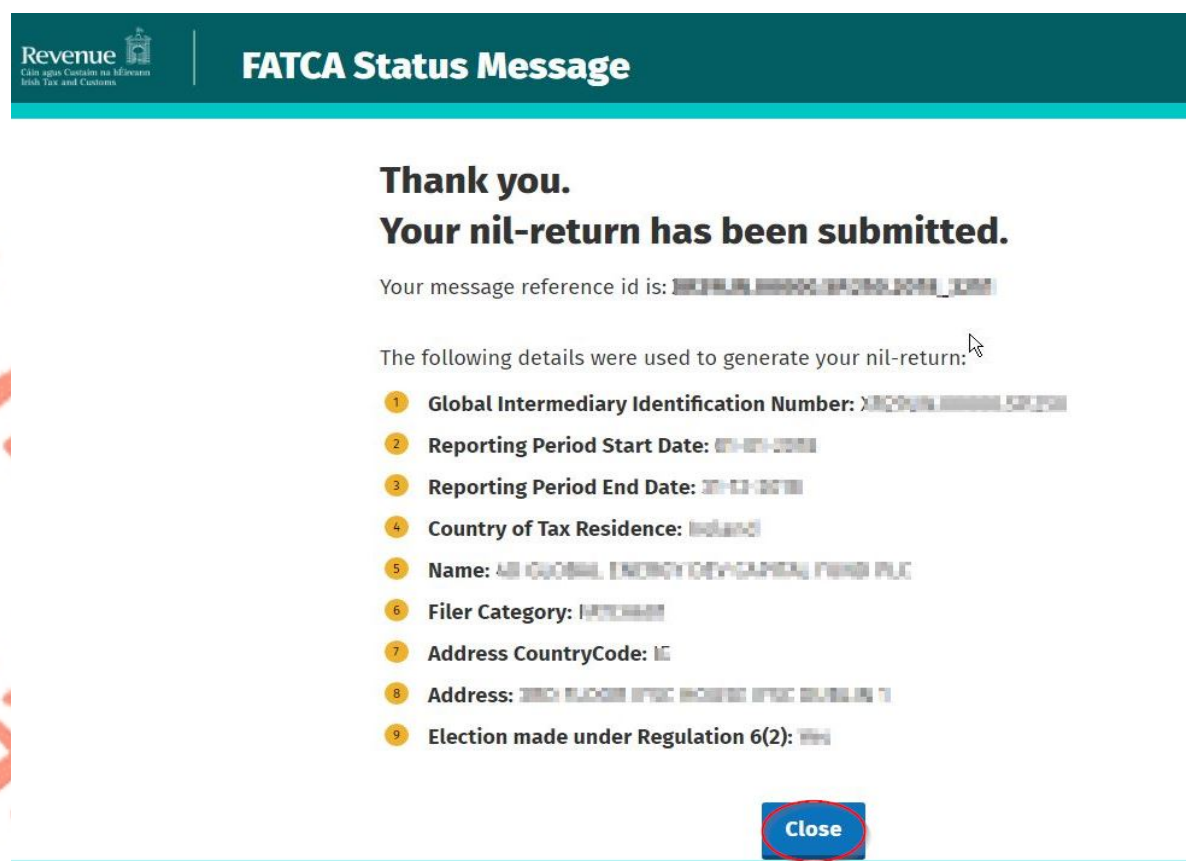 Revenue
Cáin agus Custaim na hÉireann
Irish Tax and Customs
FATCA Status Message
Thank you.
Your nil-return has been submitted.
Your message reference id is:
The following details were used to generate your nil-return:
1 Global Intermediary Identification Number:
2 Reporting Period Start Date:
3 Reporting Period End Date:
4 Country of Tax Residence:
5 Name:
6 Filer Category:
7 Address CountryCode:
8 Address:
9 Election made under Regulation 6(2):
Close